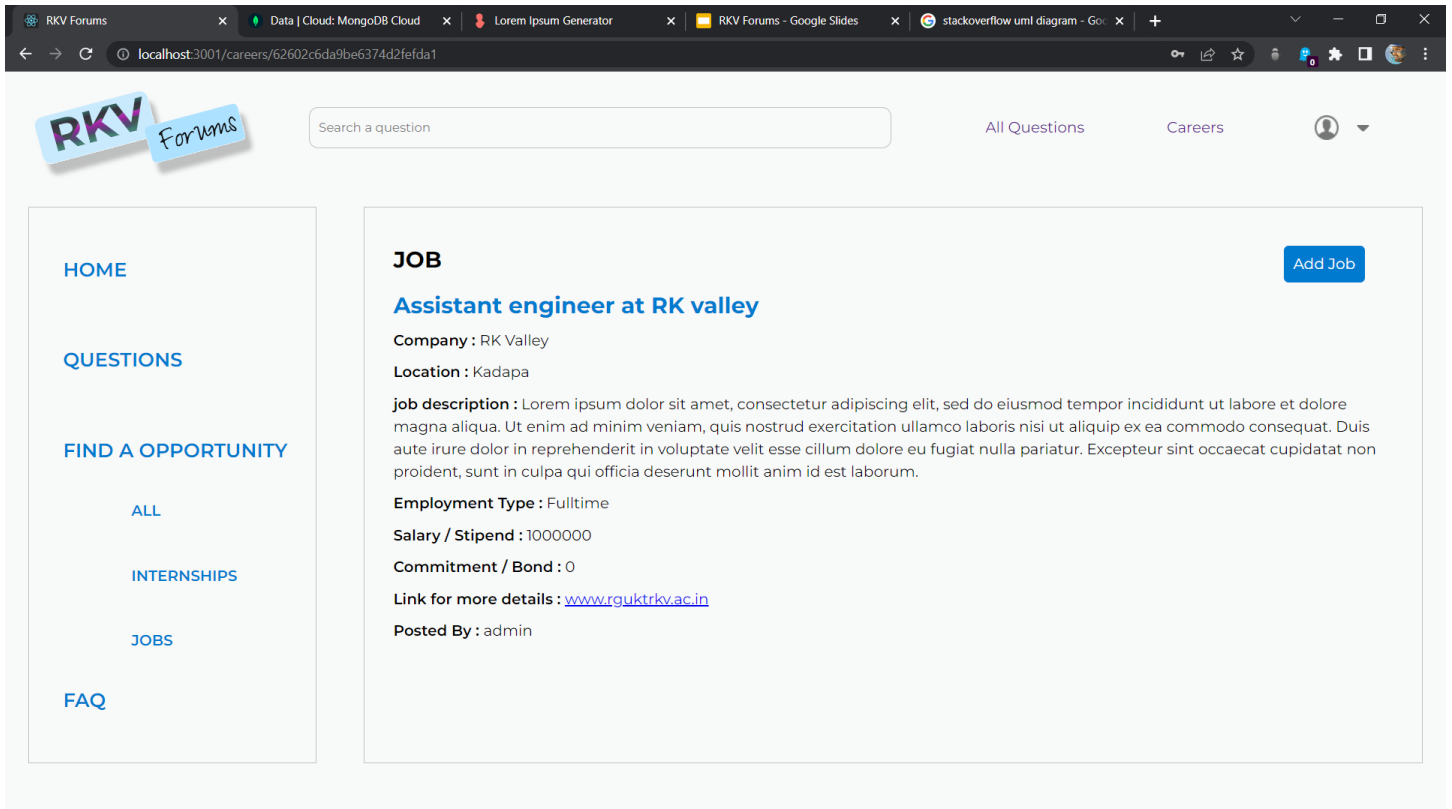 RKV Forums
Data | Cloud: MongoDB Cloud
Lorem Ipsum Generator
RKV Forums - Google Slides
stackoverflow uml diagram - Goo
localhost:3001/careers/62602c6da9be6374d2fefda1
0
RKV Forums
Search a question
All Questions
Careers
HOME
QUESTIONS
FIND A OPPORTUNITY
ALL
INTERNSHIPS
JOBS
FAQ
JOB
Add Job
Assistant engineer at RK valley
Company : RK Valley
Location : Kadapa
job description : Lorem ipsum dolor sit amet, consectetur adipiscing elit, sed do eiusmod tempor incididunt ut labore et dolore
magna aliqua. Ut enim ad minim veniam, quis nostrud exercitation ullamco laboris nisi ut aliquip ex ea commodo consequat. Duis
aute irure dolor in reprehenderit in voluptate velit esse cillum dolore eu fugiat nulla pariatur. Excepteur sint occaecat cupidatat non
proident, sunt in culpa qui officia deserunt mollit anim id est laborum.
Employment Type : Fulltime
Salary / Stipend : 1000000
Commitment / Bond : 0
Link for more details : www.rguktrkv.ac.in
Posted By : admin